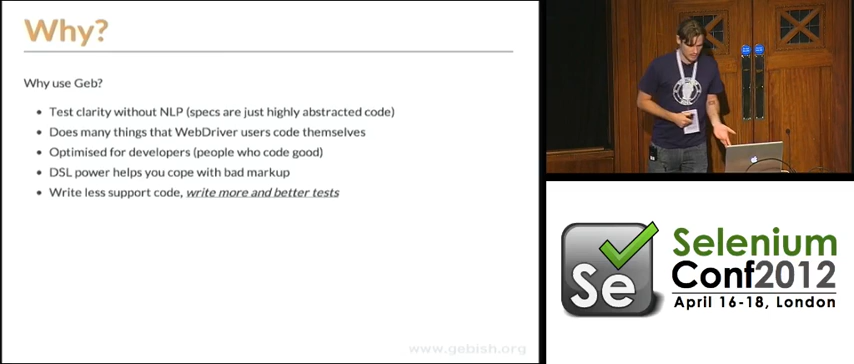 Why?
Why use Geb?
• Test clarity without NLP (specs are just highly abstracted code)
• Does many things that WebDriver users code themselves
• Optimised for developers (people who code good)
• DSL power helps you cope with bad markup
• Write less support code, write more and better tests
www.gebish.org
Se
Selenium
Conf2012
April 16-18, London